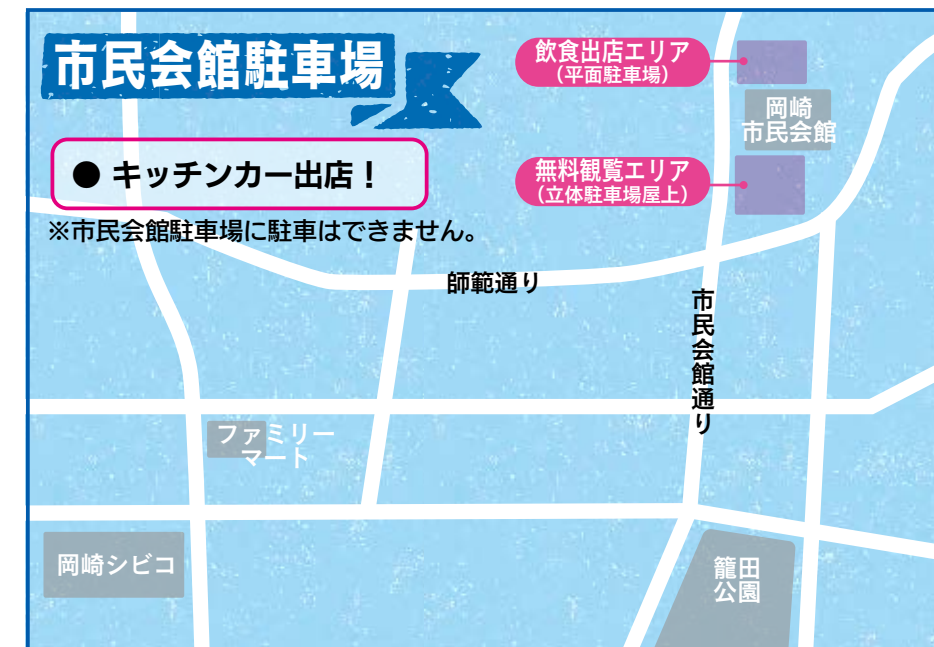 市民会館駐車場
● キッチンカー出店！
※市民会館駐車場に駐車はできません。
飲食出店エリア
（平面駐車場）
岡崎
市民会館
無料観覧エリア
（立体駐車場屋上）
師範通り
市民会館通り
ファミリー
マート
岡崎シビコ
籠田
公園